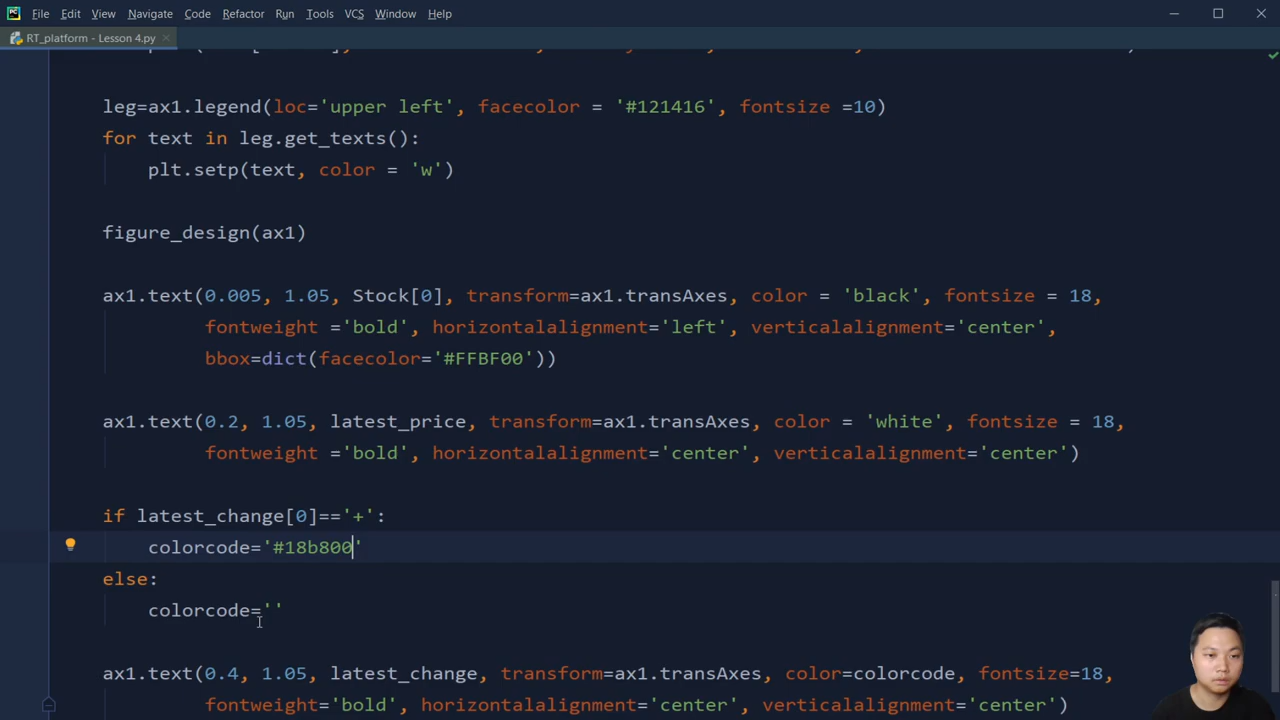 PC File Edit View Navigate Code Refactor Run Tools VCS Window Help
RT_platform - Lesson 4.py
leg=ax1.legend(loc='upper left', facecolor = '#121416', fontsize =10)
for text in leg.get_texts():
plt.setp(text, color = 'w')
figure_design(ax1)
ax1.text(0.005, 1.05, Stock[0], transform=ax1.transAxes, color = 'black', fontsize = 18,
fontweight ='bold', horizontalalignment='left', verticalalignment='center',
bbox=dict(facecolor='#FFBF00'))
ax1.text(0.2, 1.05, latest_price, transform=ax1.transAxes, color = 'white', fontsize = 18,
fontweight ='bold', horizontalalignment='center', verticalalignment='center')
if latest_change[0]=='+':
colorcode='#18b800'
else:
colorcode=''
ax1.text(0.4, 1.05, latest_change, transform=ax1.transAxes, color=colorcode, fontsize=18,
fontweight='bold', horizontalalignment='center', verticalalignment='center')